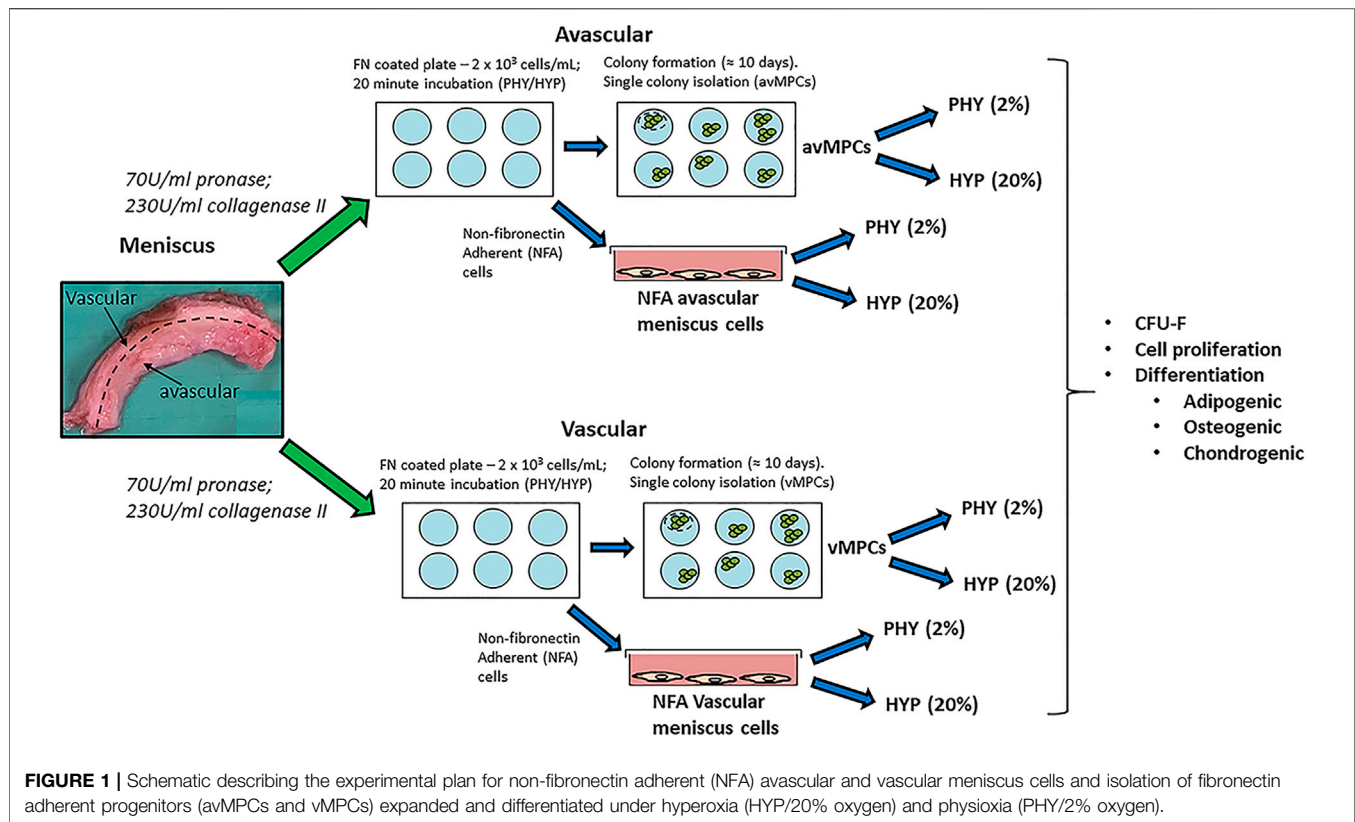 Avascular
FN coated plate – 2 x 10³ cells/mL;
20 minute incubation (PHY/HYP)
Colony formation (≈ 10 days).
Single colony isolation (avMPCs)
avMPCs
PHY (2%)
HYP (20%)
70U/ml pronase;
230U/ml collagenase II
Non-fibronectin
Adherent (NFA)
cells
NFA avascular
meniscus cells
PHY (2%)
HYP (20%)
Meniscus
Vascular
avascular
• CFU-F
• Cell proliferation
• Differentiation
• Adipogenic
• Osteogenic
• Chondrogenic
Vascular
70U/ml pronase;
230U/ml collagenase II
FN coated plate – 2 x 10³ cells/mL;
20 minute incubation (PHY/HYP)
Colony formation (≈ 10 days).
Single colony isolation (vMPCs)
vMPCs
PHY (2%)
HYP (20%)
Non-fibronectin
Adherent (NFA)
cells
NFA Vascular
meniscus cells
PHY (2%)
HYP (20%)
FIGURE 1 | Schematic describing the experimental plan for non-fibronectin adherent (NFA) avascular and vascular meniscus cells and isolation of fibronectin
adherent progenitors (avMPCs and vMPCs) expanded and differentiated under hyperoxia (HYP/20% oxygen) and physioxia (PHY/2% oxygen).